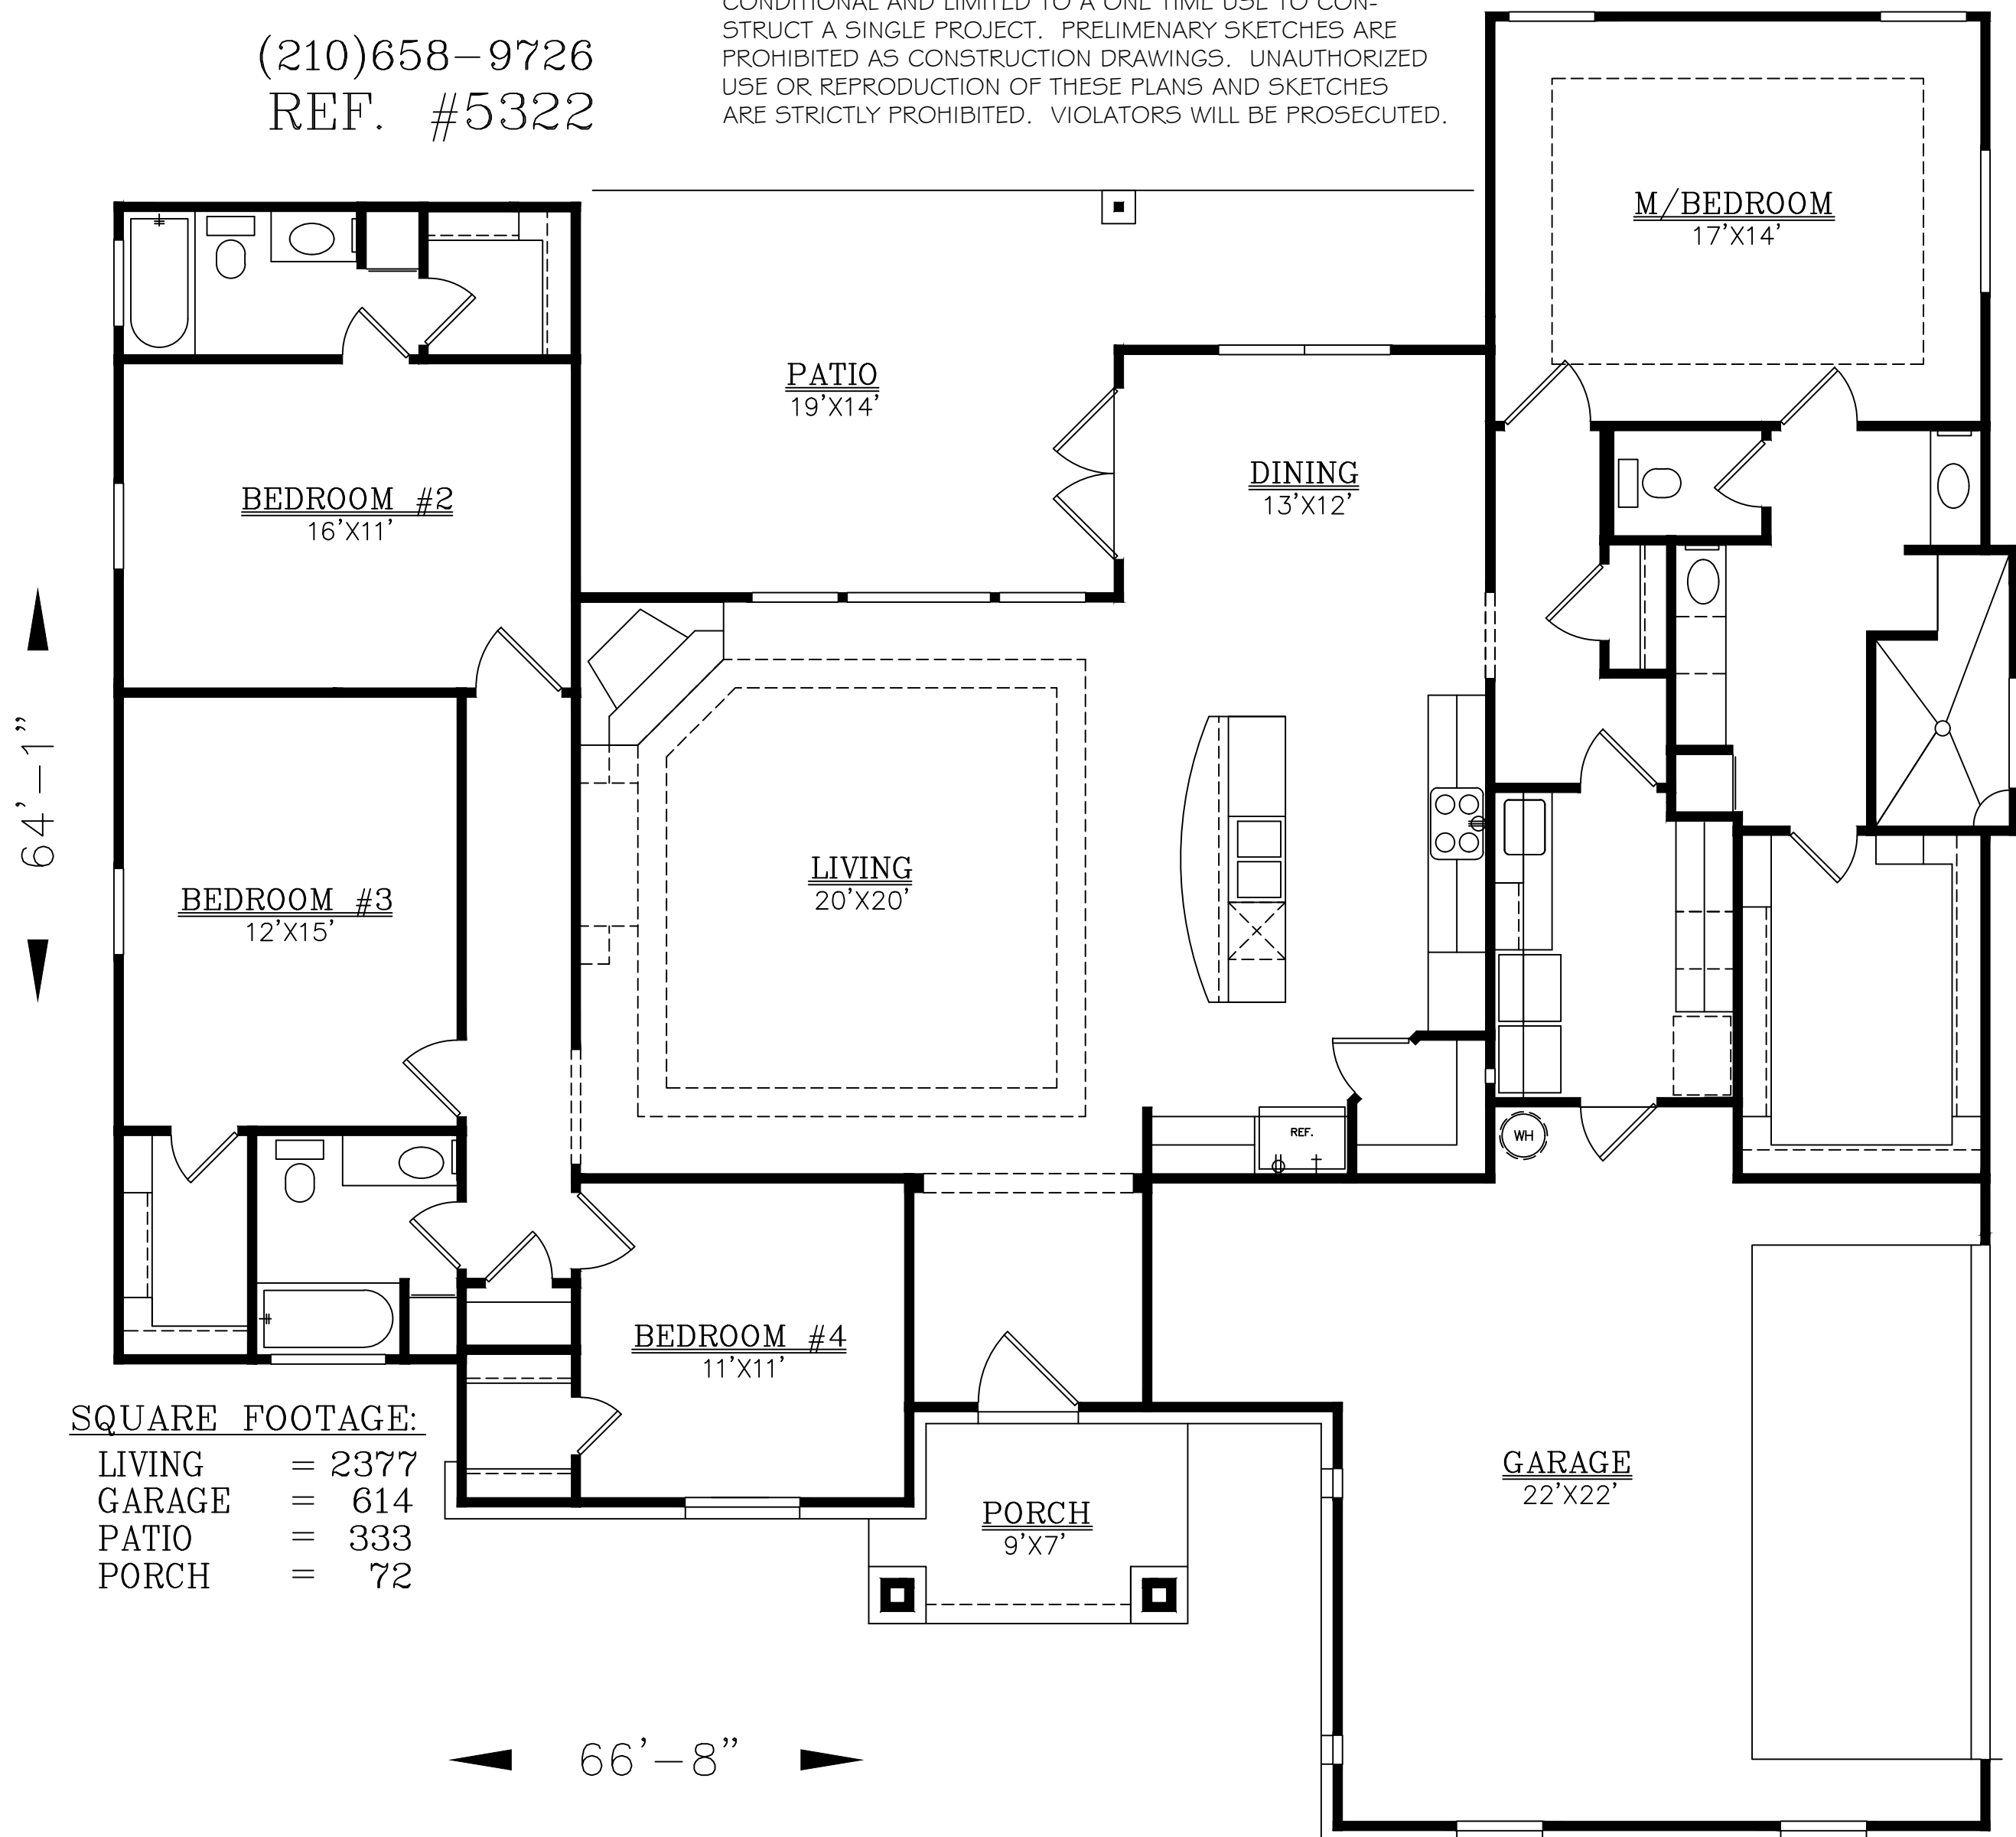 (210)658-9726
REF. #5322
CONDITIONAL AND LIMITED TO A ONE TIME USE TO CON-
STRUCT A SINGLE PROJECT. PRELIMENARY SKETCHES ARE
PROHIBITED AS CONSTRUCTION DRAWINGS. UNAUTHORIZED
USE OR REPRODUCTION OF THESE PLANS AND SKETCHES
ARE STRICTLY PROHIBITED. VIOLATORS WILL BE PROSECUTED.
M/BEDROOM
17'X14'
PATIO
19'X14'
DINING
13'X12'
BEDROOM #2
16'X11'
64'-1"
LIVING
20'X20'
BEDROOM #3
12'X15'
REF.
WH
BEDROOM #4
11'X11'
SQUARE FOOTAGE:
LIVING = 2377
GARAGE = 614
PATIO = 333
PORCH = 72
GARAGE
22'X22'
PORCH
9'X7'
66'-8"